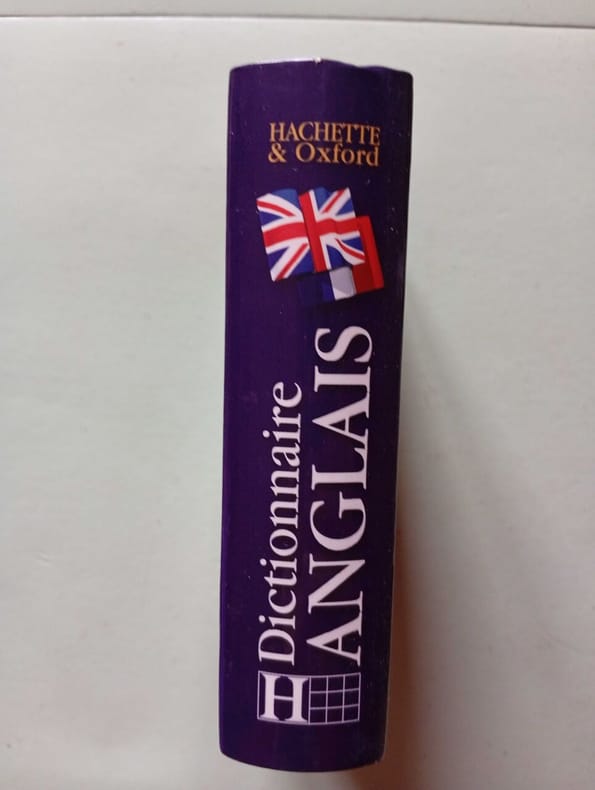 HACHETTE
& Oxford
Dictionnaire
ANGLAIS
H